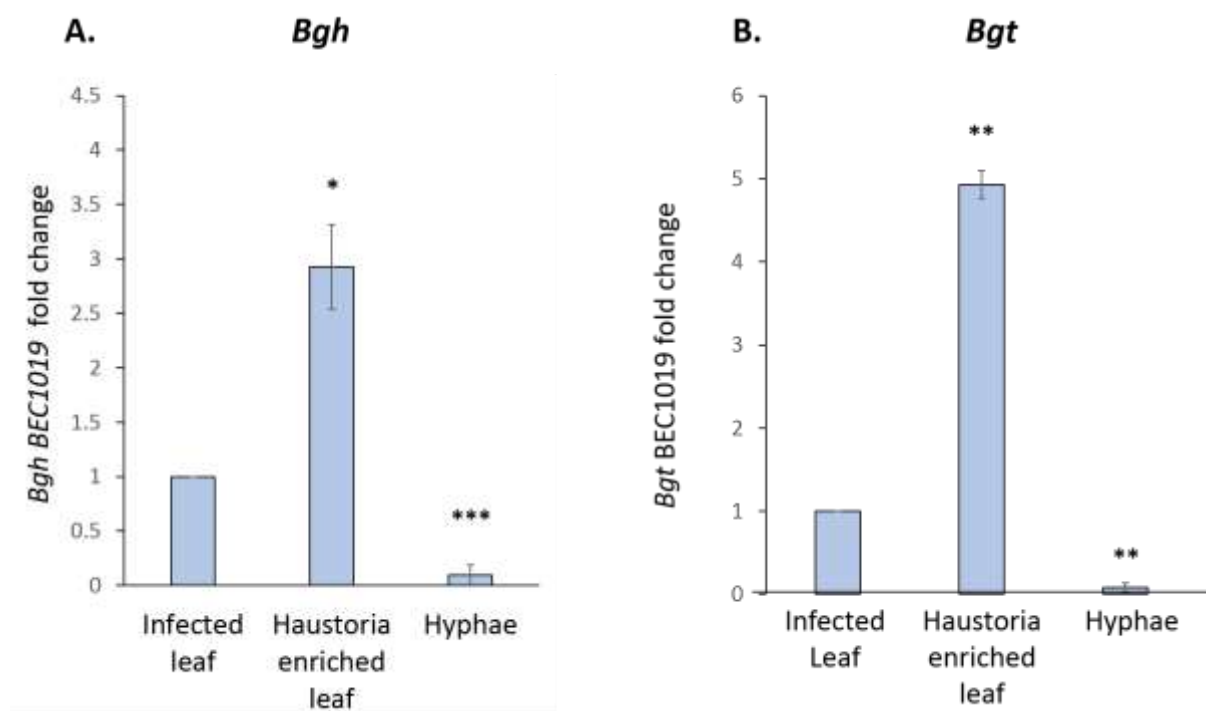 A.
Bgh
Bgh BEC1019 fold change
4.5
4
3.5
3
2.5
2
1.5
1
0.5
0
*
***
Infected
leaf
Haustoria
enriched
leaf
Hyphae
B.
Bgt
Bgt BEC1019 fold change
6
5
4
3
2
1
0
**
**
Infected
Leaf
Haustoria
enriched
leaf
Hyphae